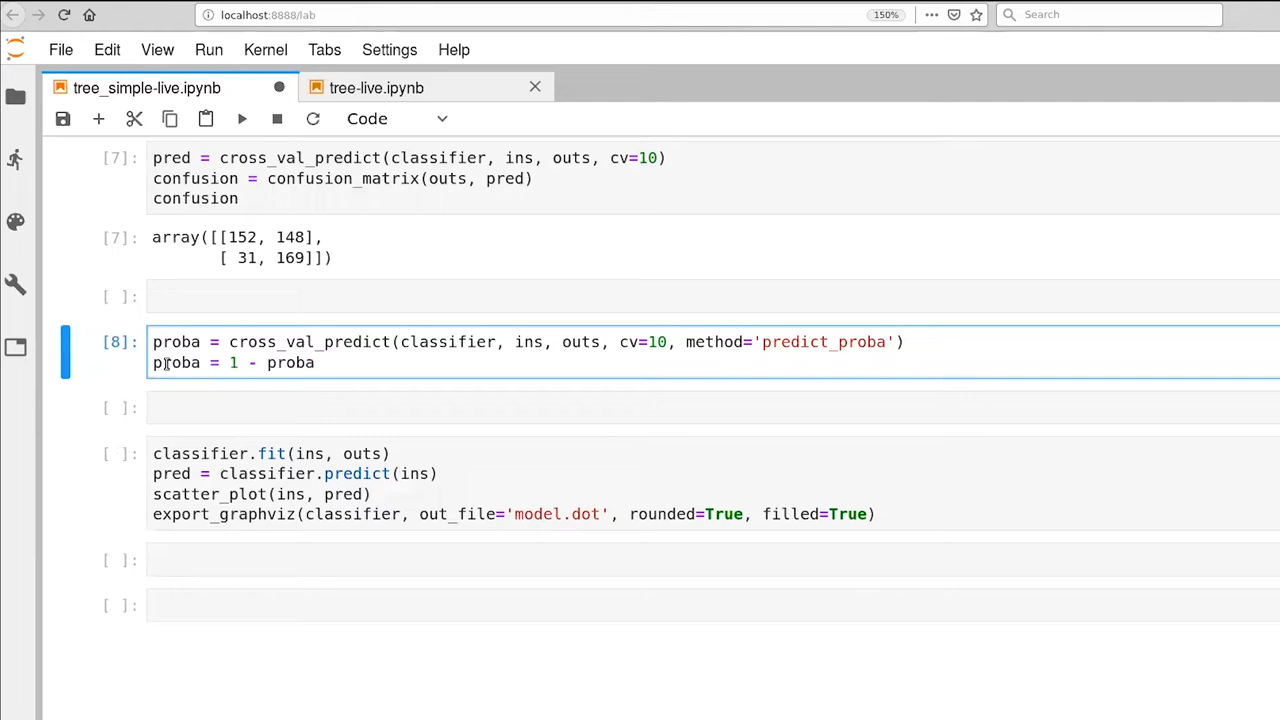 localhost:8888/lab
150%
Search
File Edit View Run Kernel Tabs Settings Help
tree_simple-live.ipynb
tree-live.ipynb
Code
[7]: pred = cross_val_predict(classifier, ins, outs, cv=10)
confusion = confusion_matrix(outs, pred)
confusion
[7]: array([[152, 148],
[ 31, 169]])
[ ]:
[8]: proba = cross_val_predict(classifier, ins, outs, cv=10, method='predict_proba')
proba = 1 - proba
[ ]:
[ ]: classifier.fit(ins, outs)
pred = classifier.predict(ins)
scatter_plot(ins, pred)
export_graphviz(classifier, out_file='model.dot', rounded=True, filled=True)
[ ]:
[ ]: